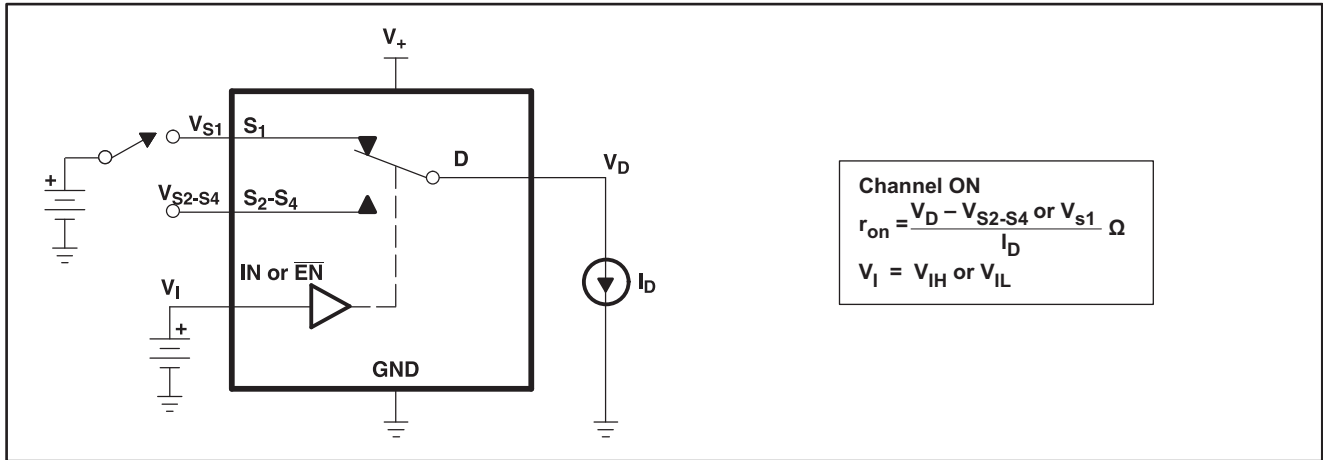 V+
VS1 S1
D
VD
+
VS2-S4 S2-S4
IN or EN
VI
ID
+
GND
Channel ON
ron = VD – VS2-S4 or Vs1 / ID Ω
VI = VIH or VIL